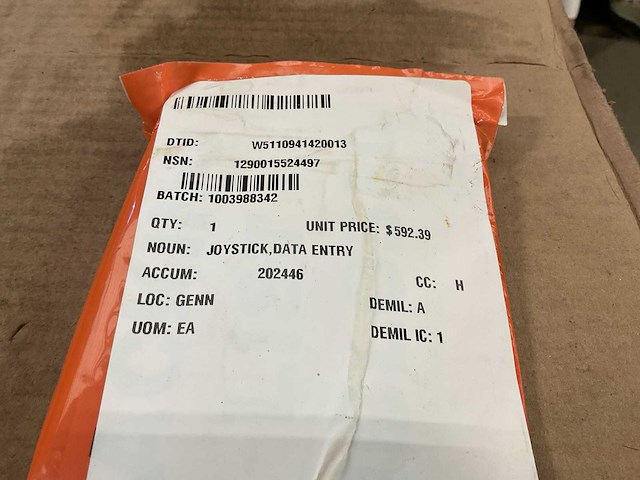 DTID: W5110941420013
NSN: 1290015524497
BATCH: 1003988342
QTY: 1 UNIT PRICE: $592.39
NOUN: JOYSTICK,DATA ENTRY
ACCUM: 202446 CC: H
LOC: GENN DEMIL: A
UOM: EA DEMIL IC: 1